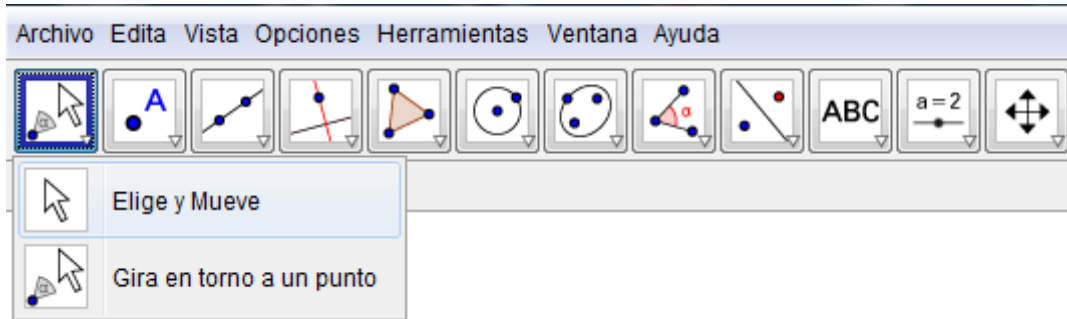 Archivo Edita Vista Opciones Herramientas Ventana Ayuda
A α ABC a = 2
Elige y Mueve
α Gira en torno a un punto